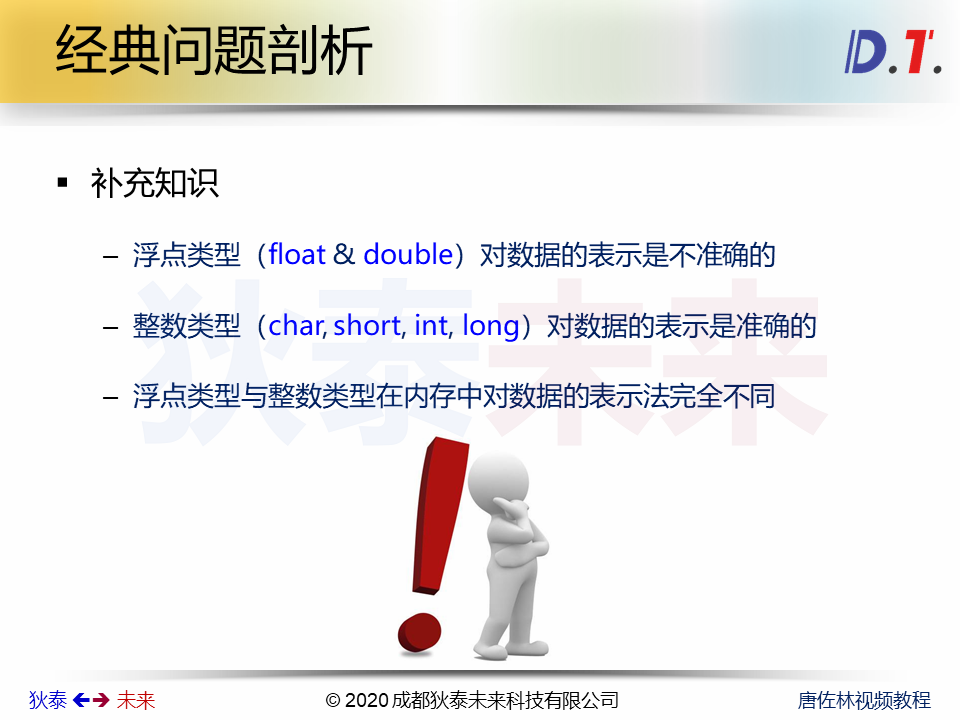 经典问题剖析
D.T.
▪ 补充知识
– 浮点类型（float & double）对数据的表示是不准确的
– 整数类型（char, short, int, long）对数据的表示是准确的
– 浮点类型与整数类型在内存中对数据的表示法完全不同
狄泰未来
狄泰 未来
© 2020 成都狄泰未来科技有限公司
唐佐林视频教程